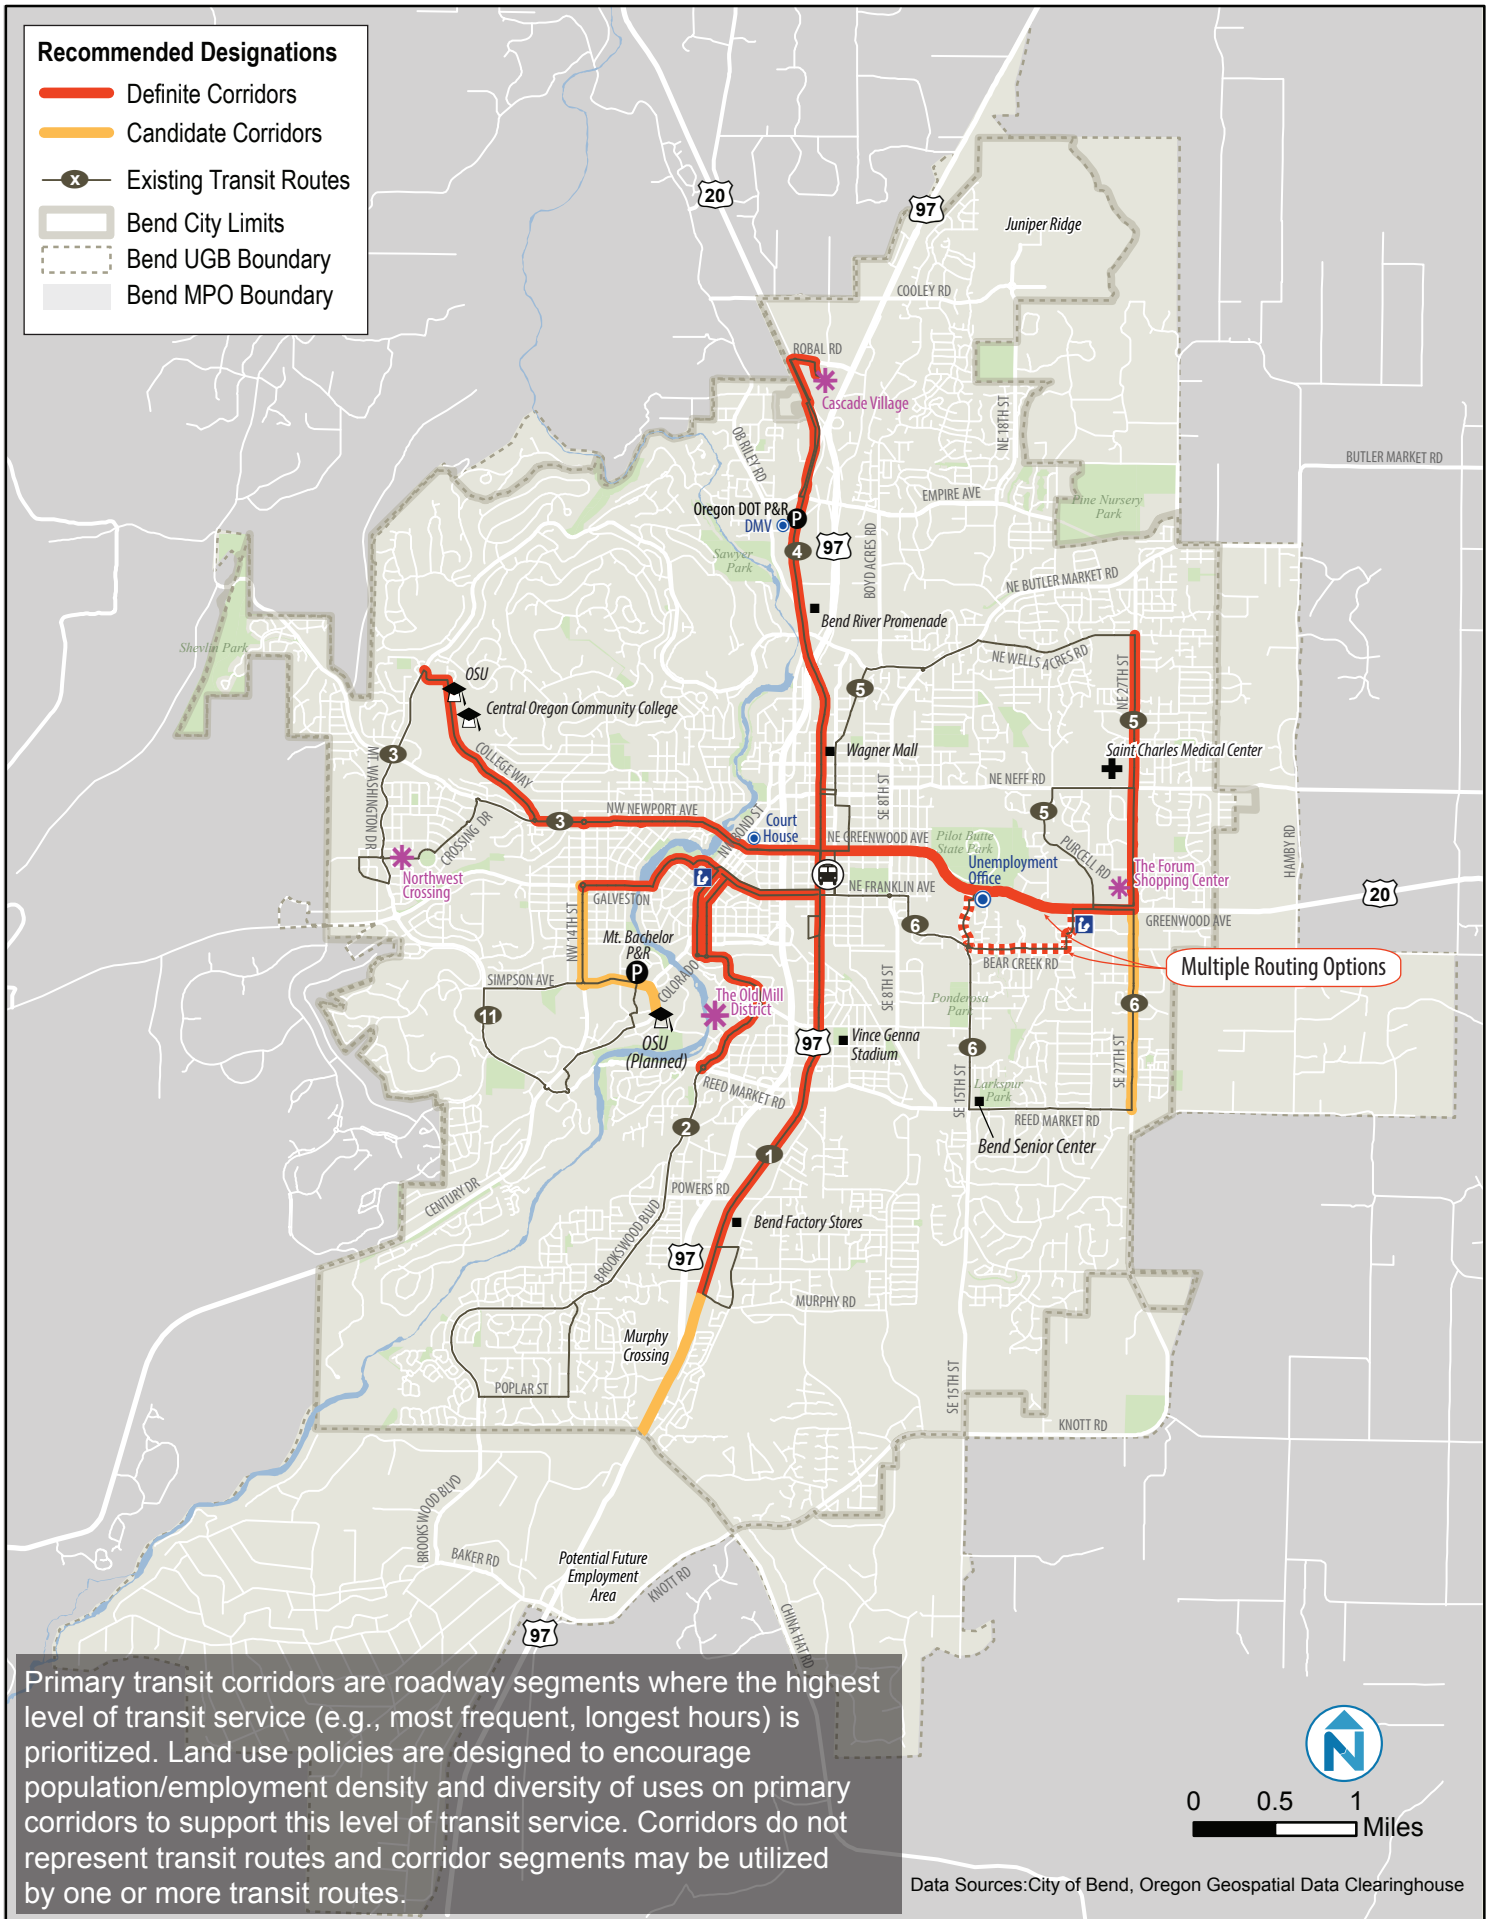 Recommended Designations
Definite Corridors
Candidate Corridors
X Existing Transit Routes
Bend City Limits
Bend UGB Boundary
Bend MPO Boundary
20
97
Juniper Ridge
COOLEY RD
ROBAL RD
Cascade Village
NE 18TH ST
OB RILEY RD
BUTLER MARKET RD
EMPIRE AVE
Pine Nursery
Park
Oregon DOT P&R
P
DMV
4
97
BOYD ACRES RD
Sawyer
Park
NE BUTLER MARKET RD
Bend River Promenade
Shevlin Park
NE WELLS ACRES RD
NE 27TH ST
OSU
5
Central Oregon Community College
5
3
MT. WASHINGTON DR
COLLEGE WAY
Wagner Mall
Saint Charles Medical Center
NE NEFF RD
SE 8TH ST
NW NEWPORT AVE
3
5
NW BOND ST
Court
House
NE GREENWOOD AVE
Pilot Butte
State Park
CROSSING DR
PURCELL RD
HAMBY RD
Northwest
Crossing
Unemployment
Office
The Forum
Shopping Center
NE FRANKLIN AVE
GALVESTON
20
GREENWOOD AVE
NW 14TH ST
6
Mt. Bachelor
P&R
P
BEAR CREEK RD
Multiple Routing Options
SIMPSON AVE
COLORADO
SE 8TH ST
The Old Mill
District
Ponderosa
Park
6
11
OSU
(Planned)
97
Vince Genna
Stadium
6
SE 27TH ST
REED MARKET RD
SE 15TH ST
Larkspur
Park
REED MARKET RD
2
Bend Senior Center
1
CENTURY DR
POWERS RD
BROOKSWOOD BLVD
Bend Factory Stores
97
MURPHY RD
Murphy
Crossing
POPLAR ST
SE 15TH ST
KNOTT RD
BROOKS WOOD BLVD
BAKER RD
Potential Future
Employment
Area
KNOTT RD
CHINA HAT RD
97
Primary transit corridors are roadway segments where the highest
level of transit service (e.g., most frequent, longest hours) is
prioritized. Land use policies are designed to encourage
population/employment density and diversity of uses on primary
corridors to support this level of transit service. Corridors do not
represent transit routes and corridor segments may be utilized
by one or more transit routes.
N
0 0.5 1
Miles
Data Sources:City of Bend, Oregon Geospatial Data Clearinghouse